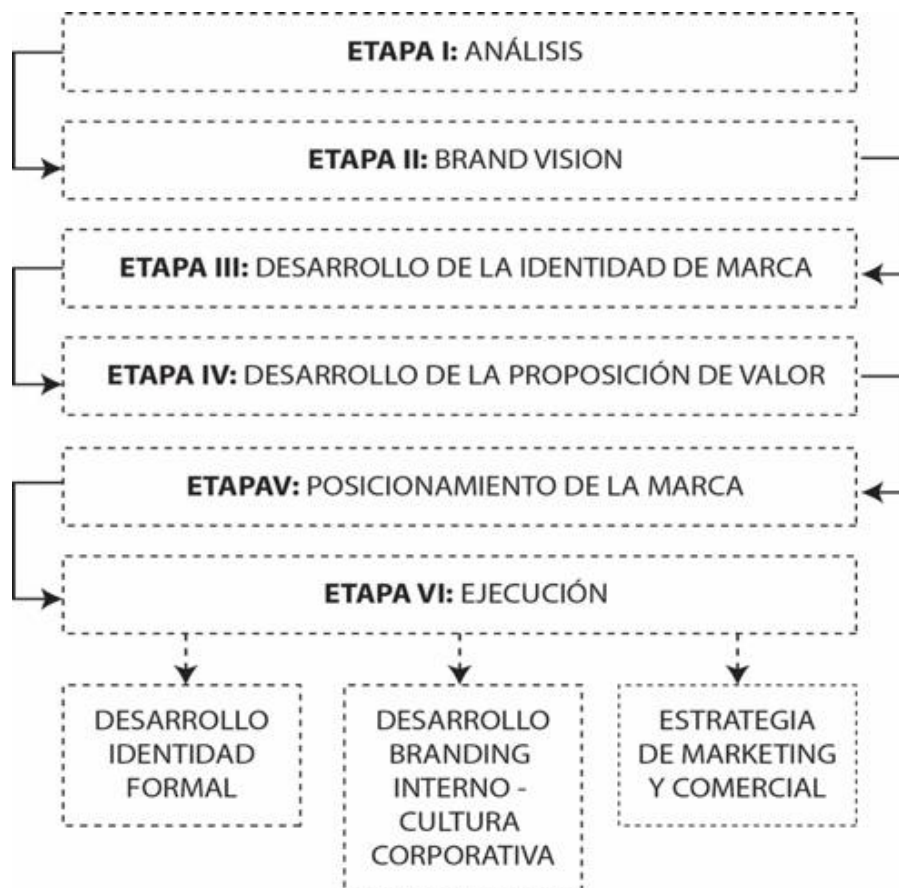 ETAPA I: ANÁLISIS
ETAPA II: BRAND VISION
ETAPA III: DESARROLLO DE LA IDENTIDAD DE MARCA
ETAPA IV: DESARROLLO DE LA PROPOSICIÓN DE VALOR
ETAPAV: POSICIONAMIENTO DE LA MARCA
ETAPA VI: EJECUCIÓN
DESARROLLO
IDENTIDAD
FORMAL
DESARROLLO
BRANDING
INTERNO -
CULTURA
CORPORATIVA
ESTRATEGIA
DE MARKETING
Y COMERCIAL